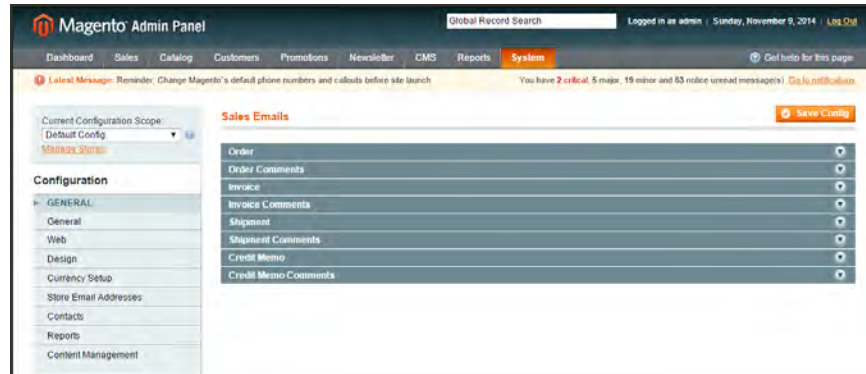 Magento Admin Panel
Global Record Search
Logged in as admin | Sunday, November 9, 2014 | Log Out
Dashboard Sales Catalog Customers Promotions Newsletter CMS Reports System
Get help for this page
Latest Message: Reminder: Change Magento's default phone numbers and callouts before site launch
You have 2 critical, 5 major, 19 minor and 63 notice unread message(s). Go to notifications
Current Configuration Scope:
Default Config
Manage Stores
Sales Emails
Save Config
Order
Order Comments
Invoice
Invoice Comments
Shipment
Shipment Comments
Credit Memo
Credit Memo Comments
Configuration
GENERAL
General
Web
Design
Currency Setup
Store Email Addresses
Contacts
Reports
Content Management